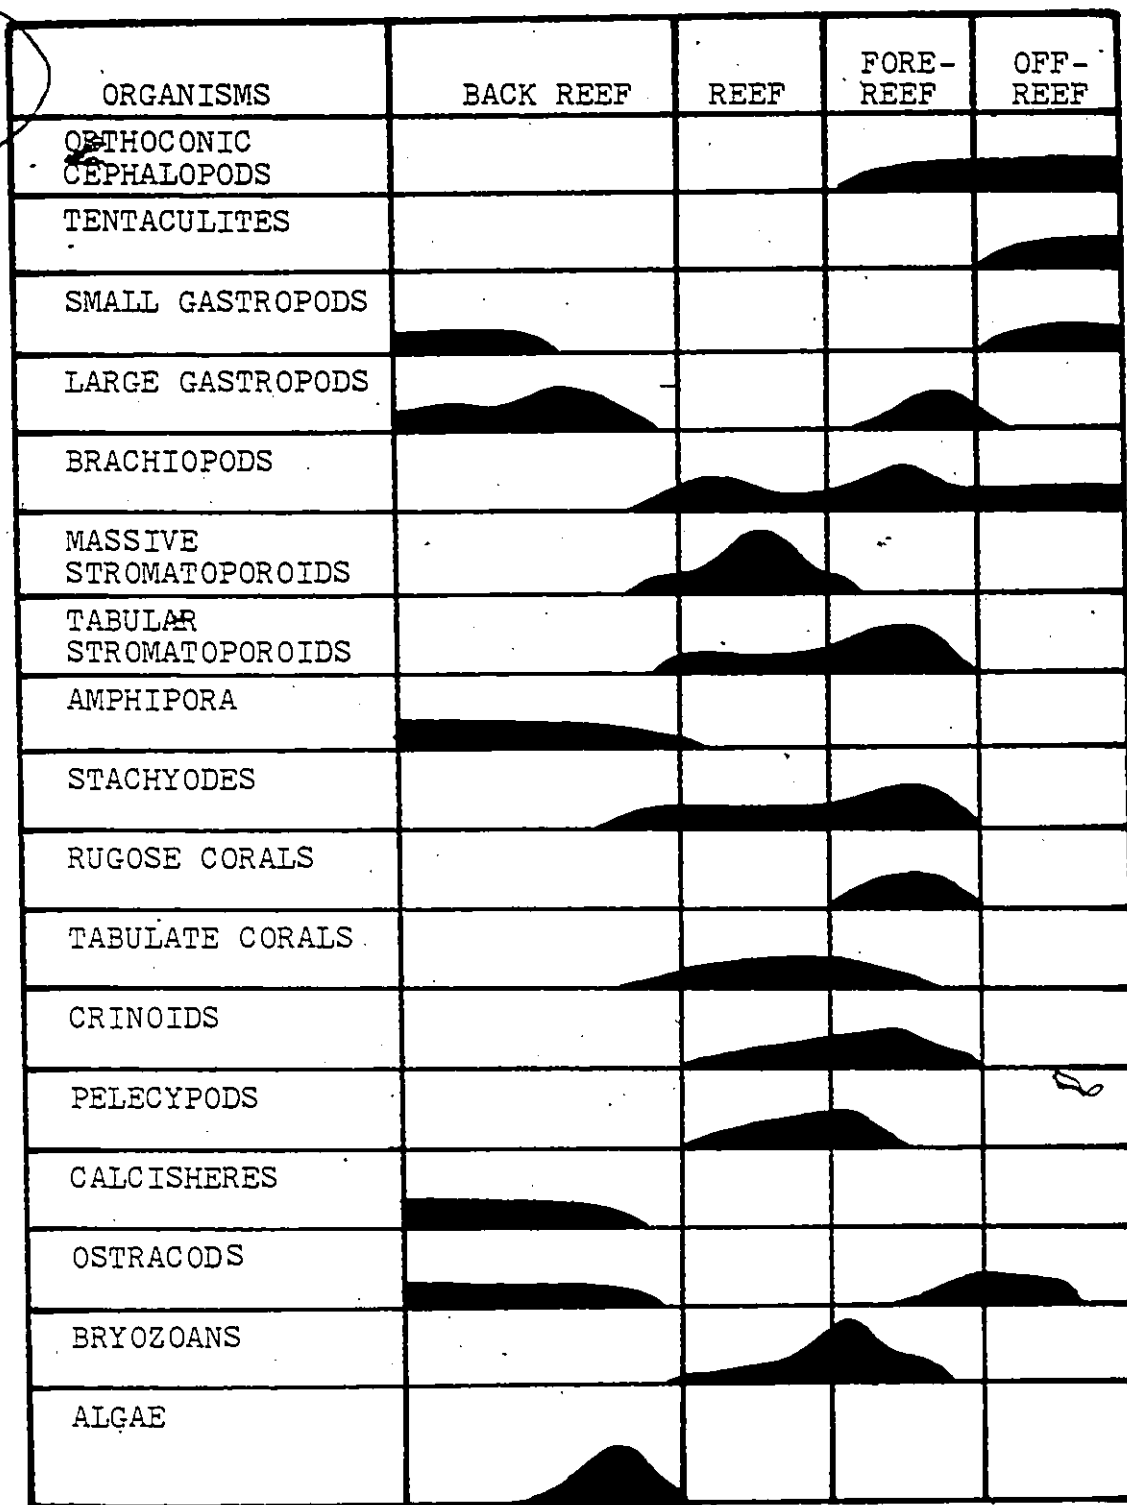 ORGANISMS BACK REEF REEF FORE-REEF OFF-REEF
ORTHOCONIC
CEPHALOPODS
TENTACULITES
SMALL GASTROPODS
LARGE GASTROPODS
BRACHIOPODS
MASSIVE
STROMATOPOROIDS
TABULAR
STROMATOPOROIDS
AMPHIPORA
STACHYODES
RUGOSE CORALS
TABULATE CORALS
CRINOIDS
PELECYPODS
CALCISHERES
OSTRACODS
BRYOZOANS
ALGAE